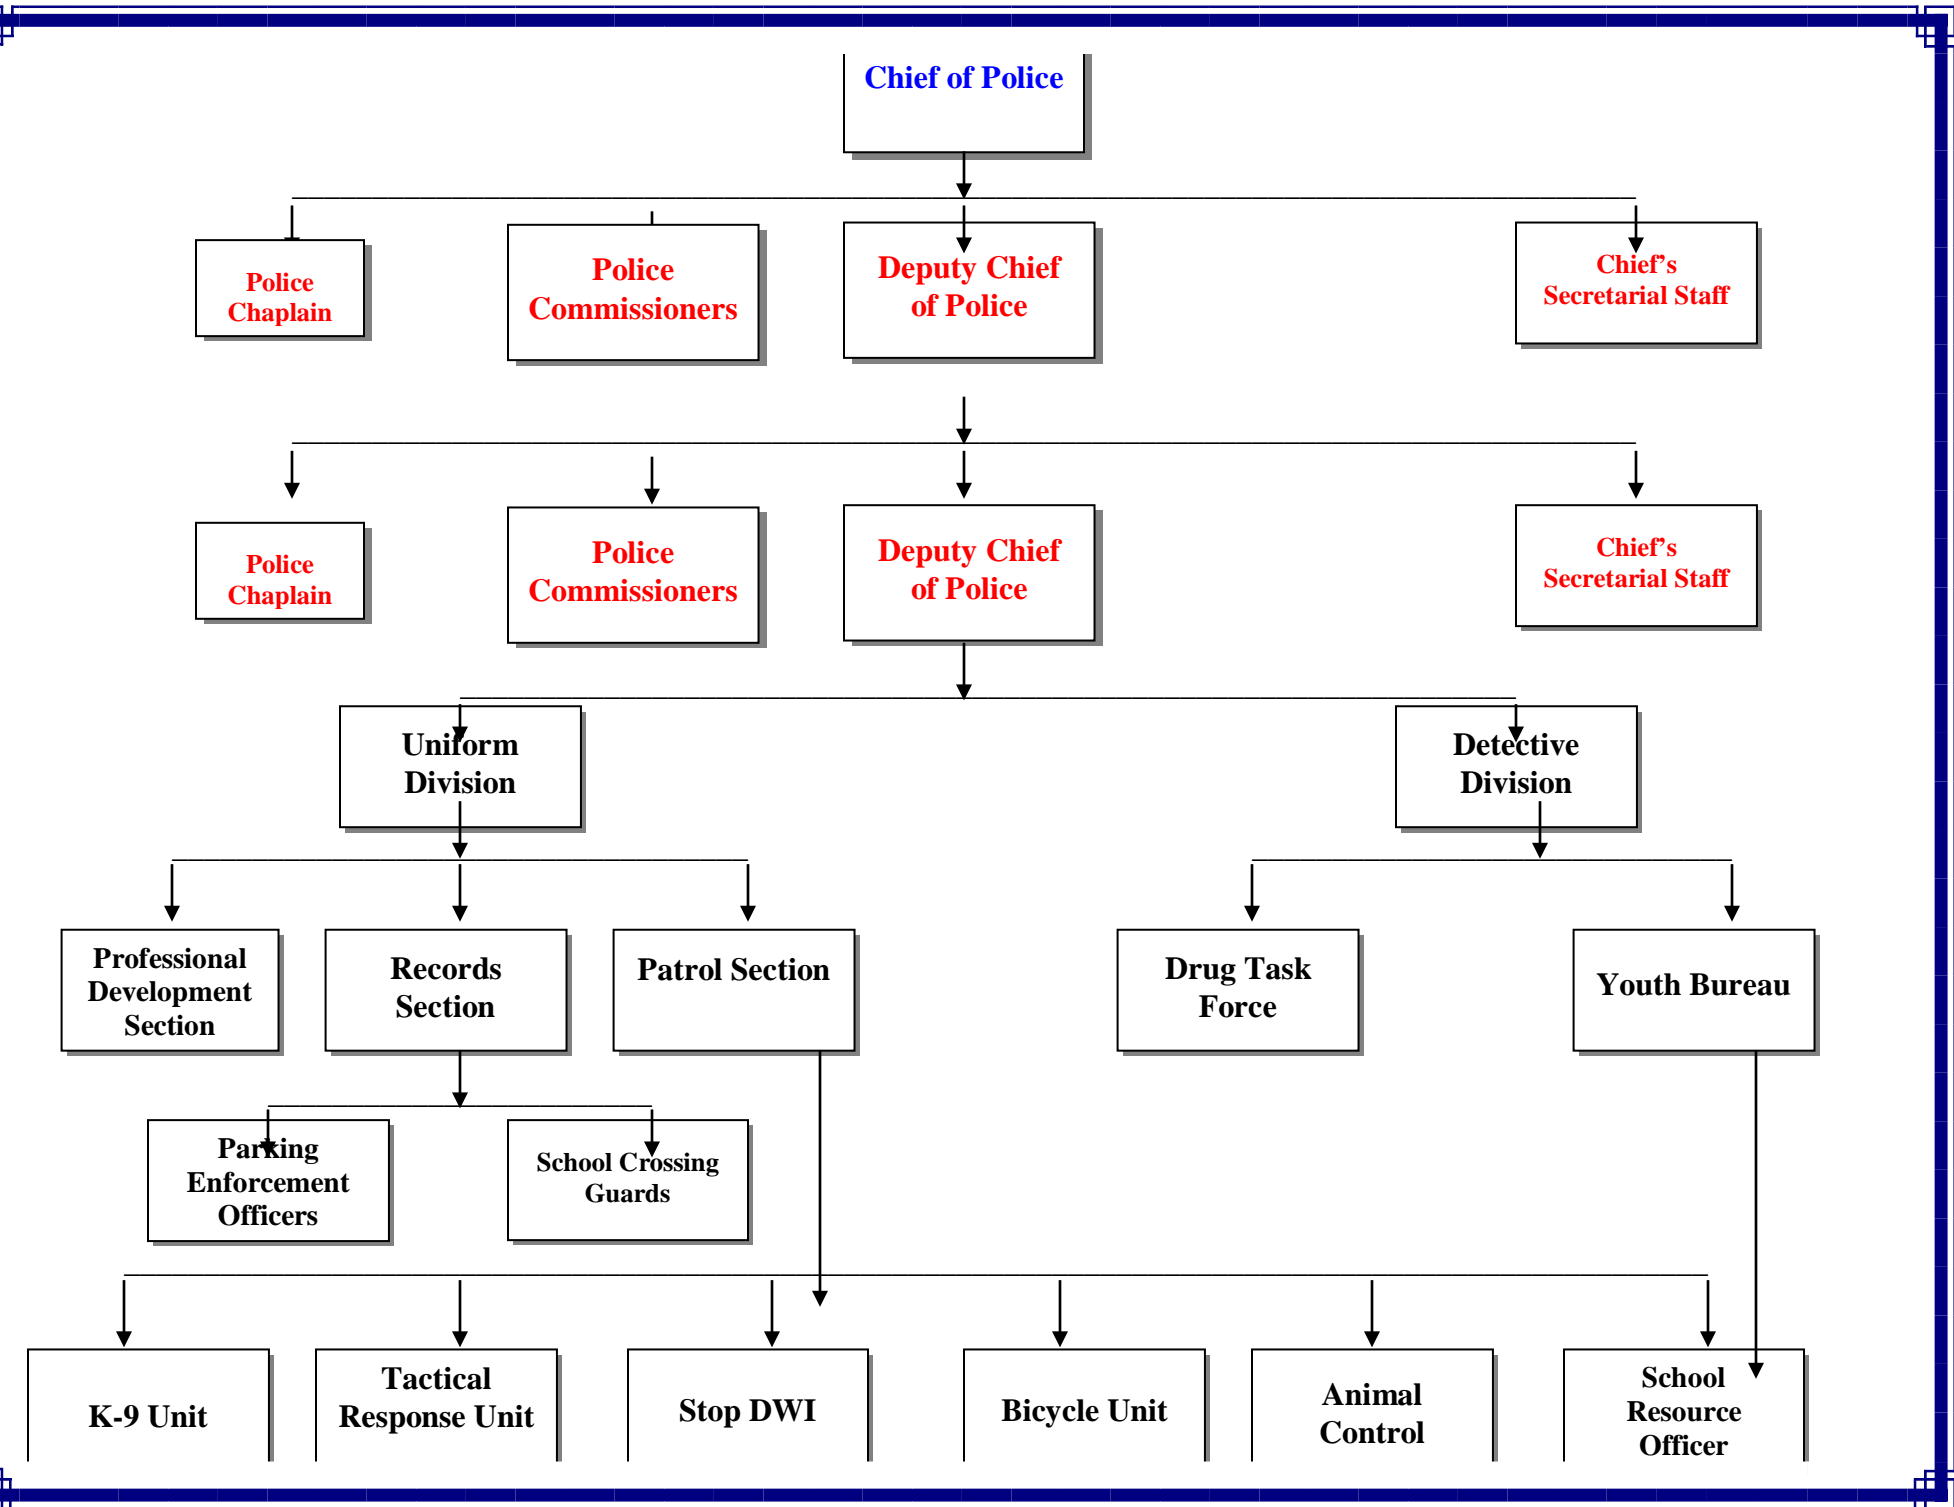 Chief of Police
Police
Chaplain
Police
Commissioners
Deputy Chief
of Police
Chief’s
Secretarial Staff
Police
Chaplain
Police
Commissioners
Deputy Chief
of Police
Chief’s
Secretarial Staff
Uniform
Division
Detective
Division
Professional
Development
Section
Records
Section
Patrol Section
Drug Task
Force
Youth Bureau
Parking
Enforcement
Officers
School Crossing
Guards
K-9 Unit
Tactical
Response Unit
Stop DWI
Bicycle Unit
Animal
Control
School
Resource
Officer